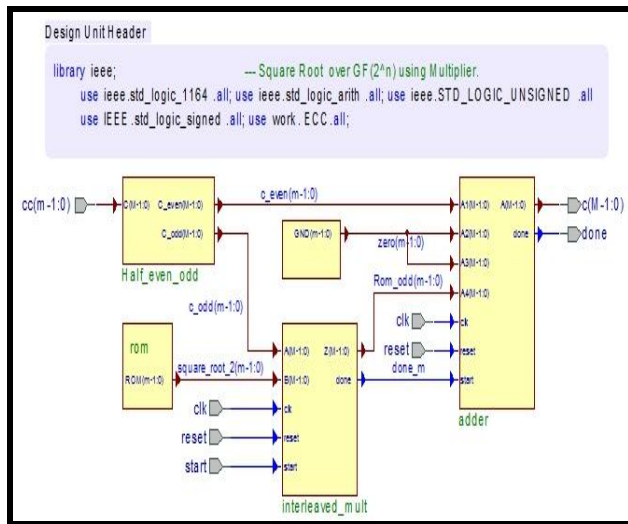 Design Unit Header
library ieee; --- Square Root over GF(2^n) using Multiplier.
use ieee.std_logic_1164 .all; use ieee.std_logic_arith .all; use ieee.STD_LOGIC_UNSIGNED .all
use IEEE .std_logic_signed .all; use work. ECC.all;
cc(m-1:0)
C(M-1:0) C_even(M-1:0)
C_odd(M-1:0)
Half_even_odd
c_even(m-1:0)
GND(m-1:0)
zero(m-1:0)
Rom_odd(m-1:0)
A1(M-1:0) A(M-1:0)
A2(M-1:0) done
A3(M-1:0)
A4(M-1:0)
clk
reset
start
adder
c(M-1:0)
done
clk
reset
done_m
c_odd(m-1:0)
rom
ROM(m-1:0)
square_root_2(m-1:0)
A(M-1:0) Z(M-1:0)
B(M-1:0) done
clk
reset
start
interleaved_mult
clk
reset
start